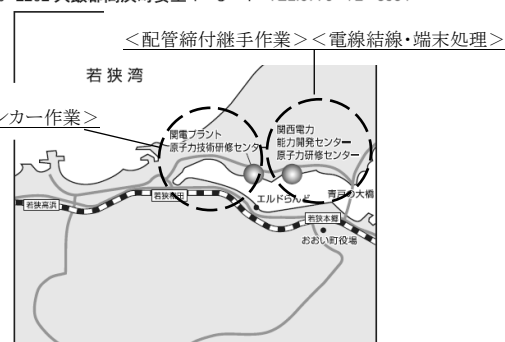 ＜配管締付継手作業＞＜電線結線・端末処理＞
若狭湾
カー作業＞
関電プラント
原子力技術研修センター
関西電力
能力開発センター
原子力研修センター
青戸の大橋
エルどらんど
若狭高浜
若狭和田
若狭本郷
おおい町役場